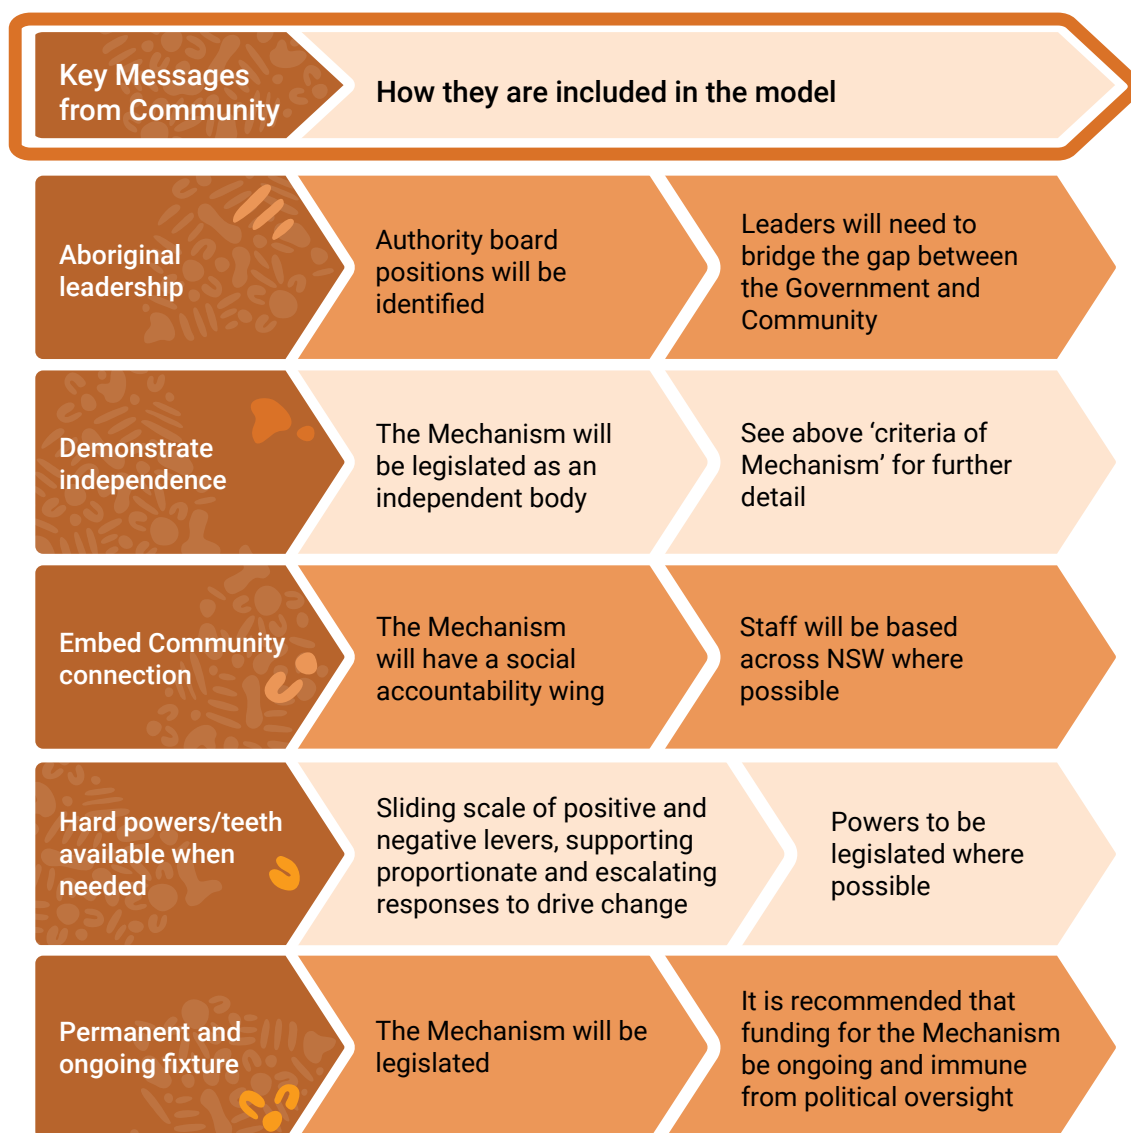 Key Messages
from Community
How they are included in the model
Aboriginal
leadership
Authority board
positions will be
identified
Leaders will need to
bridge the gap between
the Government and
Community
Demonstrate
independence
The Mechanism will
be legislated as an
independent body
See above ‘criteria of
Mechanism’ for further
detail
Embed Community
connection
The Mechanism
will have a social
accountability wing
Staff will be based
across NSW where
possible
Hard powers/teeth
available when
needed
Sliding scale of positive and
negative levers, supporting
proportionate and escalating
responses to drive change
Powers to be
legislated where
possible
Permanent and
ongoing fixture
The Mechanism will be
legislated
It is recommended that
funding for the Mechanism
be ongoing and immune
from political oversight